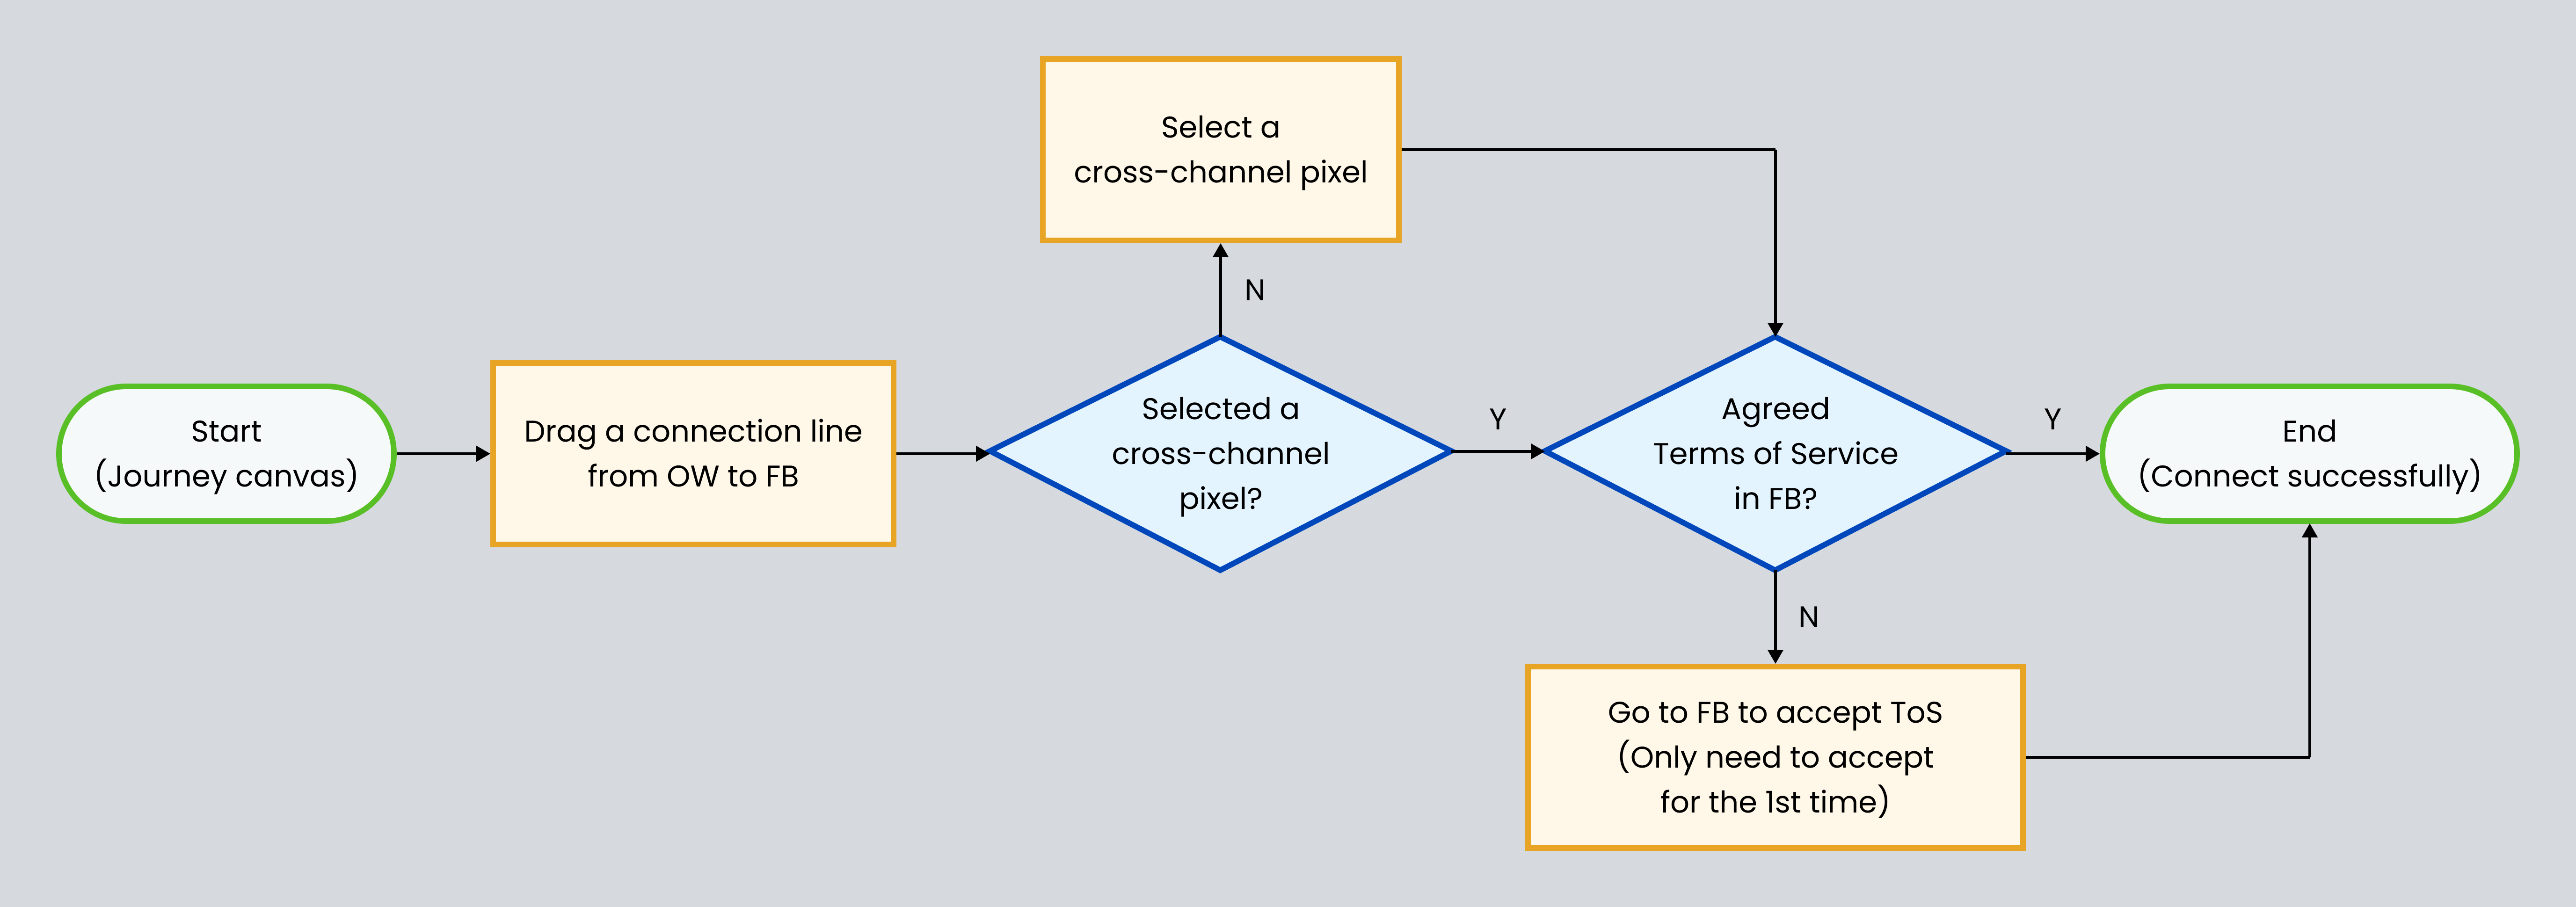 Select a
cross-channel pixel
N
Start
(Journey canvas)
Drag a connection line
from OW to FB
Selected a
cross-channel
pixel?
Y
Agreed
Terms of Service
in FB?
Y
End
(Connect successfully)
N
Go to FB to accept ToS
(Only need to accept
for the 1st time)